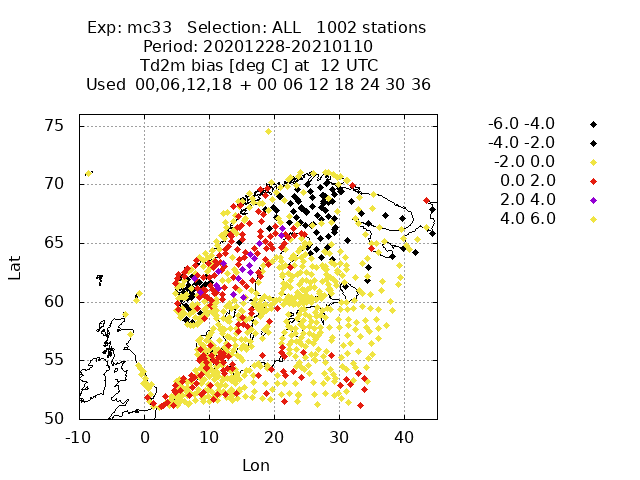 Exp: mc33 Selection: ALL 1002 stations
Period: 20201228-20210110
Td2m bias [deg C] at 12 UTC
Used 00,06,12,18 + 00 06 12 18 24 30 36
-6.0 -4.0
-4.0 -2.0
-2.0 0.0
0.0 2.0
2.0 4.0
4.0 6.0
75
70
65
60
55
50
Lat
-10 0 10 20 30 40
Lon